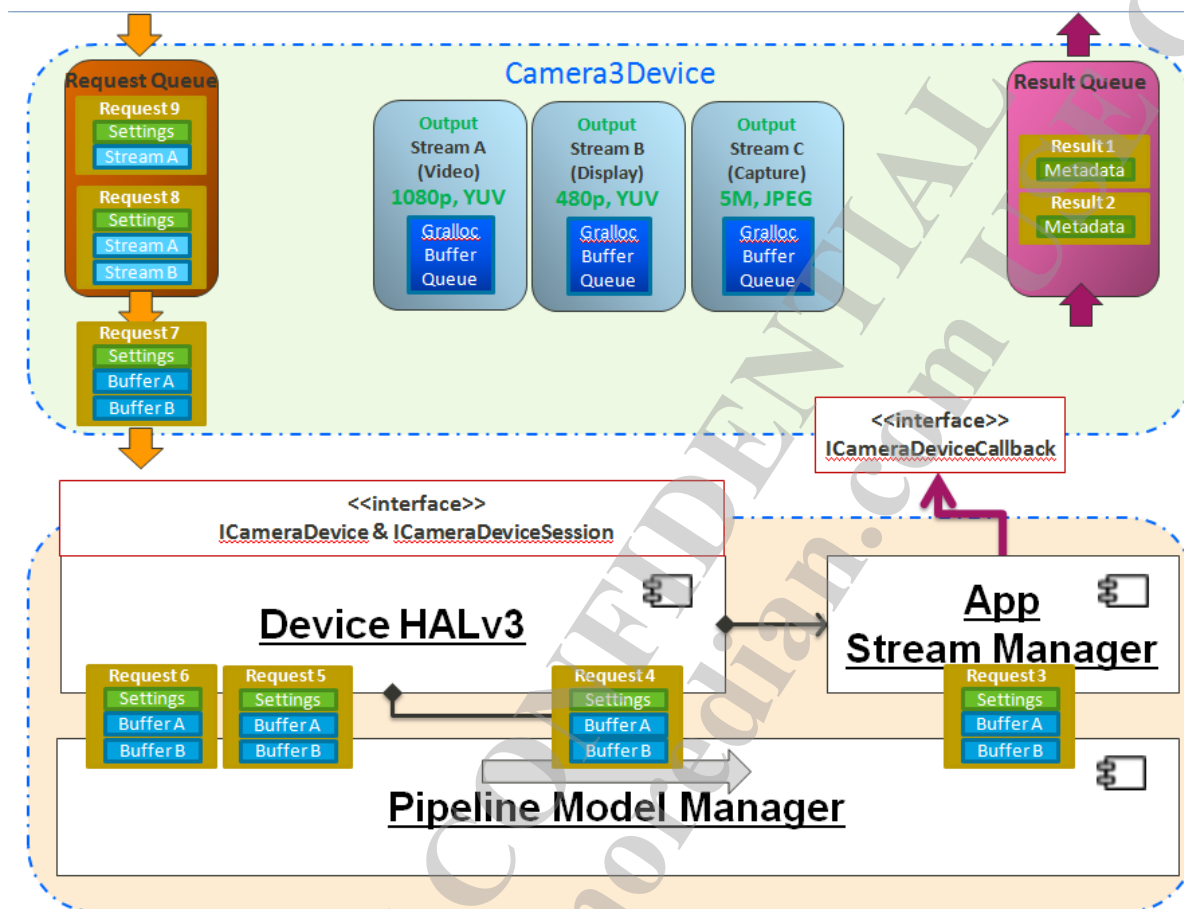 Camera3Device
Request Queue
Request 9
Settings
Stream A
Request 8
Settings
Stream A
Stream B
Request 7
Settings
Buffer A
Buffer B
Output
Stream A
(Video)
1080p, YUV
Gralloc
Buffer
Queue
Output
Stream B
(Display)
480p, YUV
Gralloc
Buffer
Queue
Output
Stream C
(Capture)
5M, JPEG
Gralloc
Buffer
Queue
Result Queue
Result 1
Metadata
Result 2
Metadata
<<interface>>
ICameraDeviceCallback
<<interface>>
ICameraDevice & ICameraDeviceSession
Device HALv3
App
Stream Manager
Request 6
Settings
Buffer A
Buffer B
Request 5
Settings
Buffer A
Buffer B
Request 4
Settings
Buffer A
Buffer B
Request 3
Settings
Buffer A
Buffer B
Pipeline Model Manager
CONFIDENTIAL
moredian.com USE